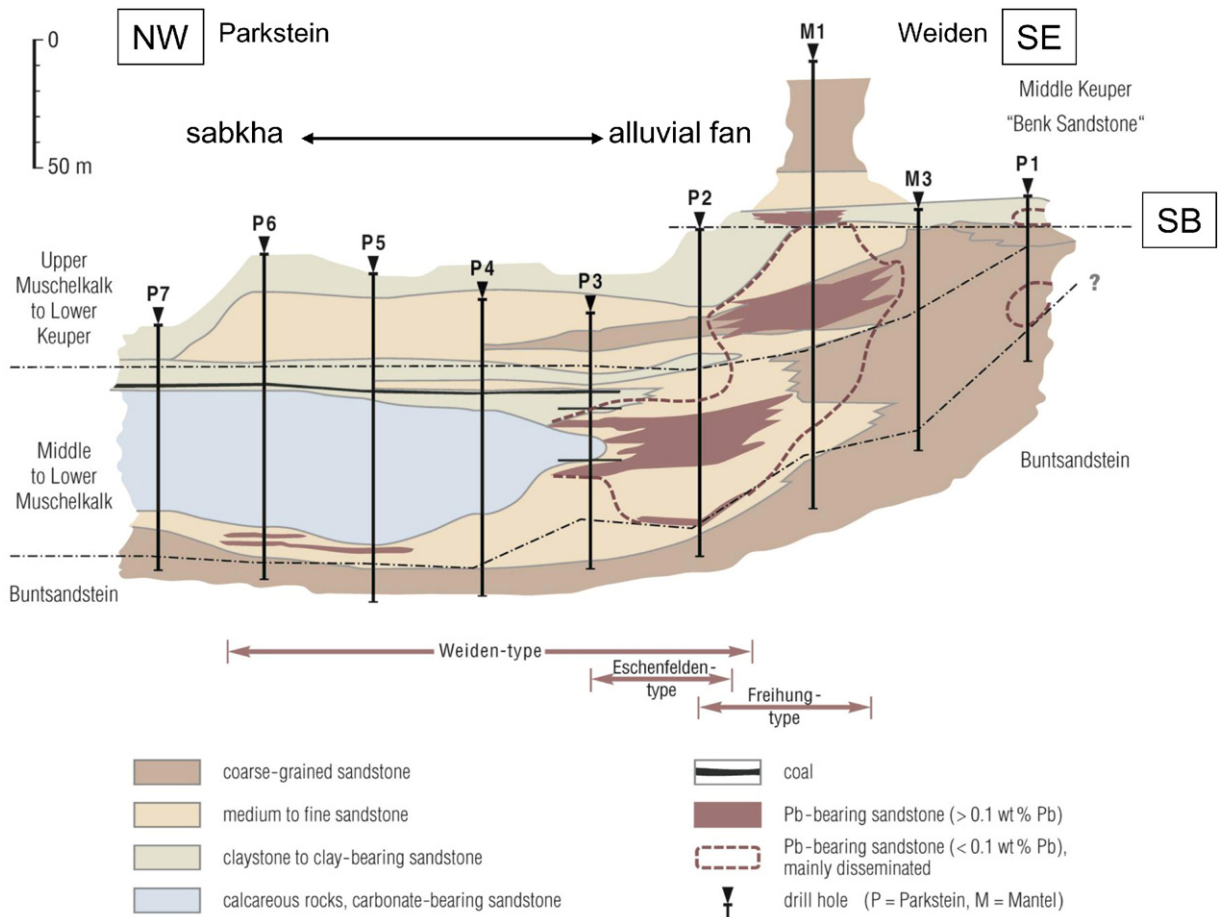 0
50 m
NW
Parkstein
Weiden
SE
M1
Middle Keuper
"Benk Sandstone"
sabkha
alluvial fan
M3
P1
P2
SB
P6
P5
P4
P3
P7
Upper
Muschelkalk
to Lower
Keuper
?
Middle
to Lower
Muschelkalk
Buntsandstein
Buntsandstein
Weiden-type
Eschenfelden-
type
Freihung-
type
coarse-grained sandstone
medium to fine sandstone
claystone to clay-bearing sandstone
calcareous rocks, carbonate-bearing sandstone
coal
Pb-bearing sandstone (> 0.1 wt % Pb)
Pb-bearing sandstone (< 0.1 wt % Pb),
mainly disseminated
drill hole (P = Parkstein, M = Mantel)